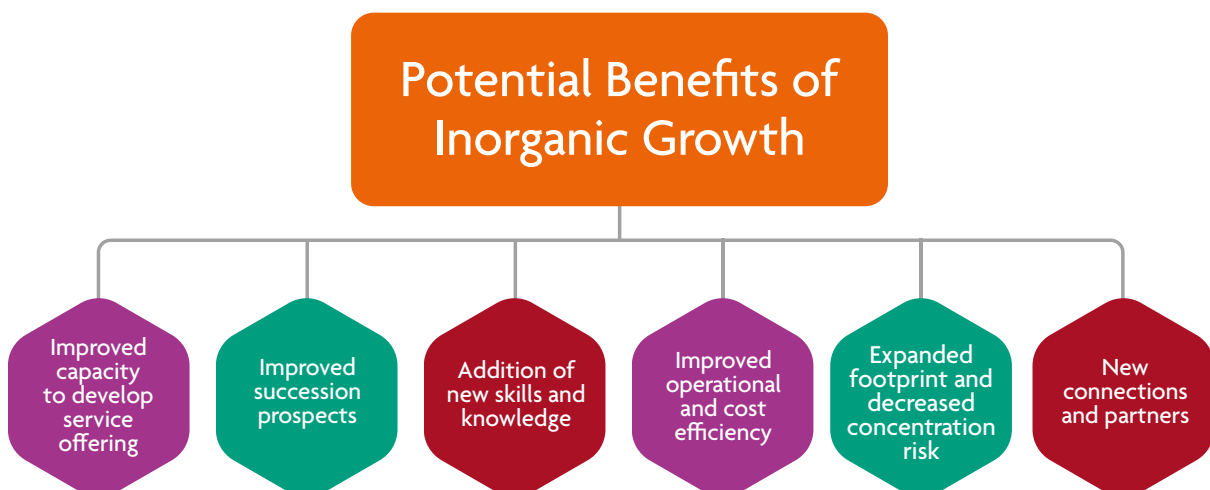 Potential Benefits of
Inorganic Growth
Improved
capacity
to develop
service
offering
Improved
succession
prospects
Addition of
new skills and
knowledge
Improved
operational
and cost
efficiency
Expanded
footprint and
decreased
concentration
risk
New
connections
and partners